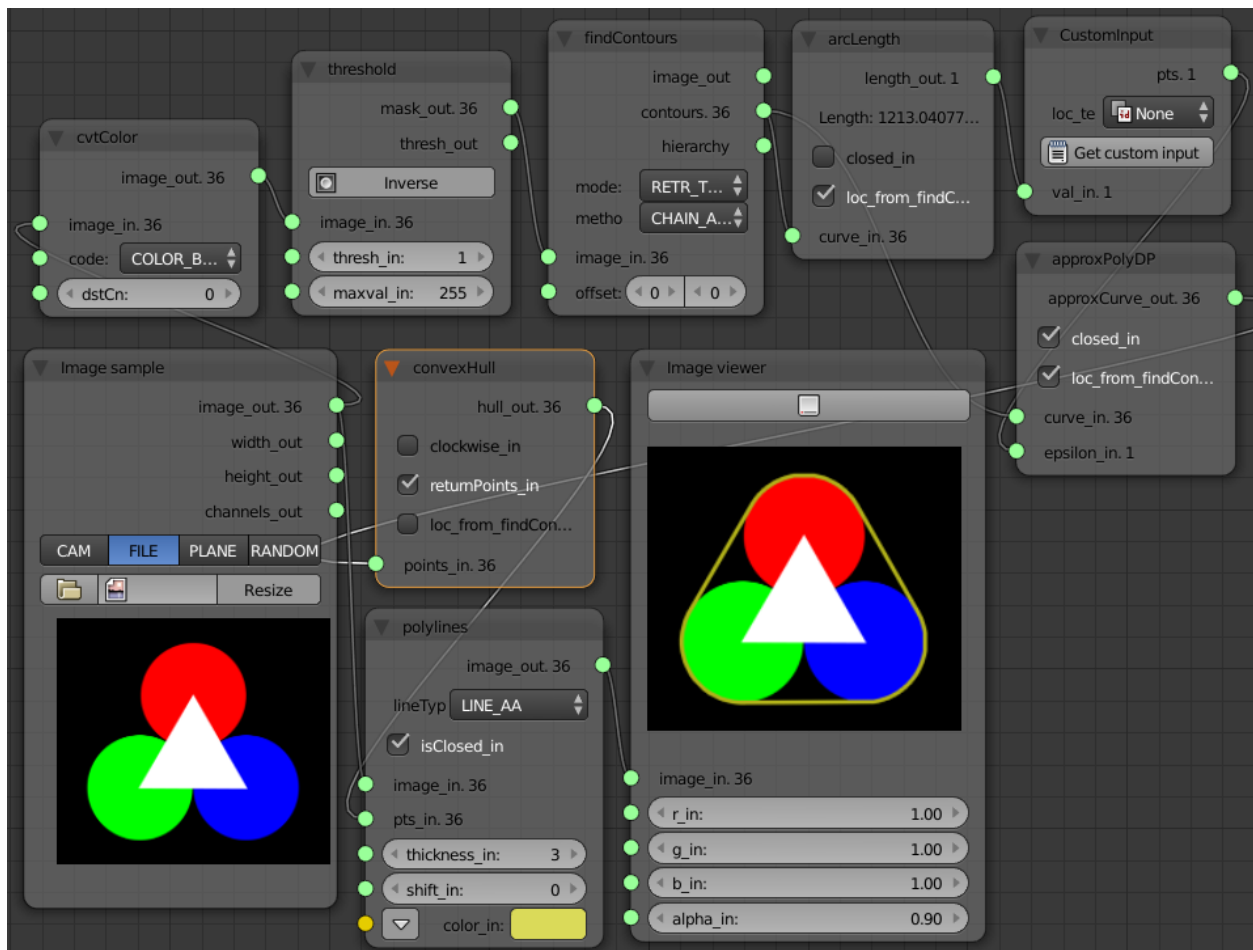 cvtColor
image_out. 36
image_in. 36
code: COLOR_B...
dstCn: 0
threshold
mask_out. 36
thresh_out
Inverse
image_in. 36
thresh_in: 1
maxval_in: 255
findContours
image_out
contours. 36
hierarchy
mode: RETR_T...
metho CHAIN_A...
image_in. 36
offset: 0 0
arcLength
length_out. 1
Length: 1213.04077...
closed_in
loc_from_findC...
curve_in. 36
CustomInput
pts. 1
loc_te None
Get custom input
val_in. 1
approxPolyDP
approxCurve_out. 36
closed_in
loc_from_findCon...
curve_in. 36
epsilon_in. 1
Image sample
image_out. 36
width_out
height_out
channels_out
CAM FILE PLANE RANDOM
Resize
convexHull
hull_out. 36
clockwise_in
returnPoints_in
loc_from_findCon...
points_in. 36
polylines
image_out. 36
lineTyp LINE_AA
isClosed_in
image_in. 36
pts_in. 36
thickness_in: 3
shift_in: 0
color_in:
Image viewer
image_in. 36
r_in: 1.00
g_in: 1.00
b_in: 1.00
alpha_in: 0.90